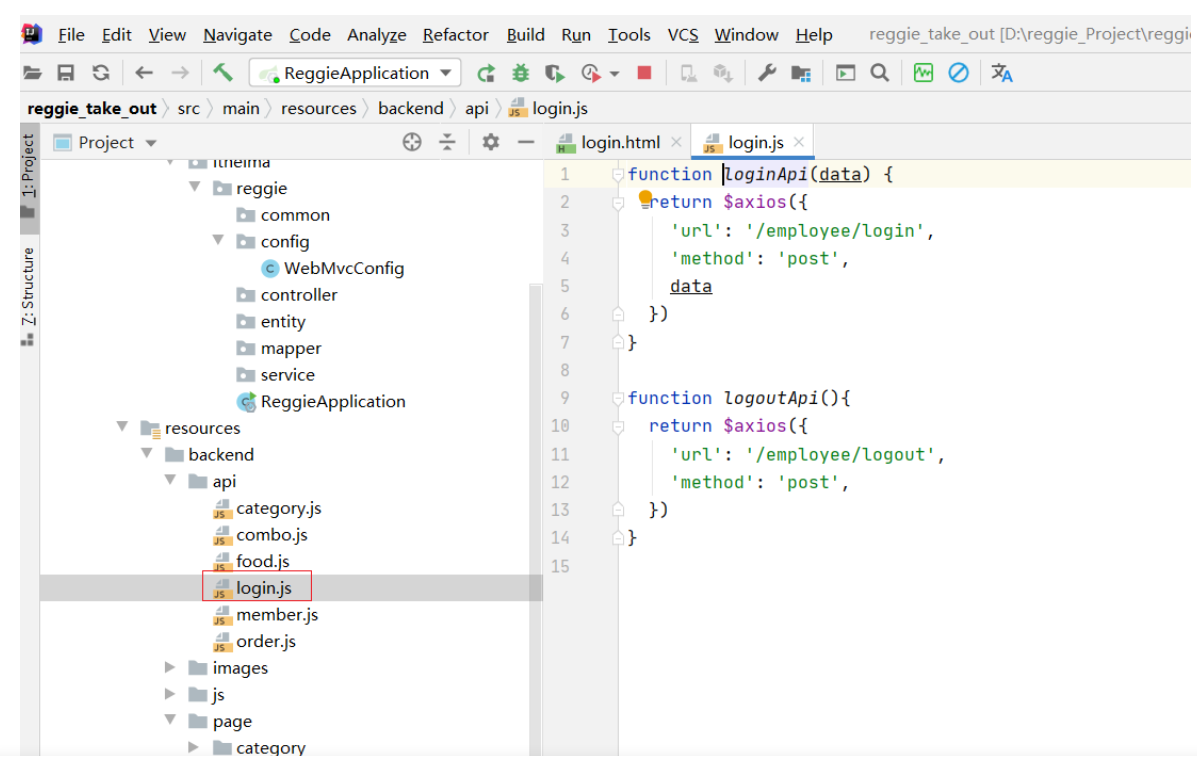 File Edit View Navigate Code Analyze Refactor Build Run Tools VCS Window Help reggie_take_out [D:\reggie_Project\reggie
ReggieApplication
reggie_take_out src main resources backend api login.js
1: Project
Z: Structure
Project
itheima
reggie
common
config
WebMvcConfig
controller
entity
mapper
service
ReggieApplication
resources
backend
api
category.js
combo.js
food.js
login.js
member.js
order.js
images
js
page
category
login.html login.js
1 function loginApi(data) {
2 return $axios({
3 'url': '/employee/login',
4 'method': 'post',
5 data
6 })
7 }
8
9 function logoutApi(){
10 return $axios({
11 'url': '/employee/logout',
12 'method': 'post',
13 })
14 }
15